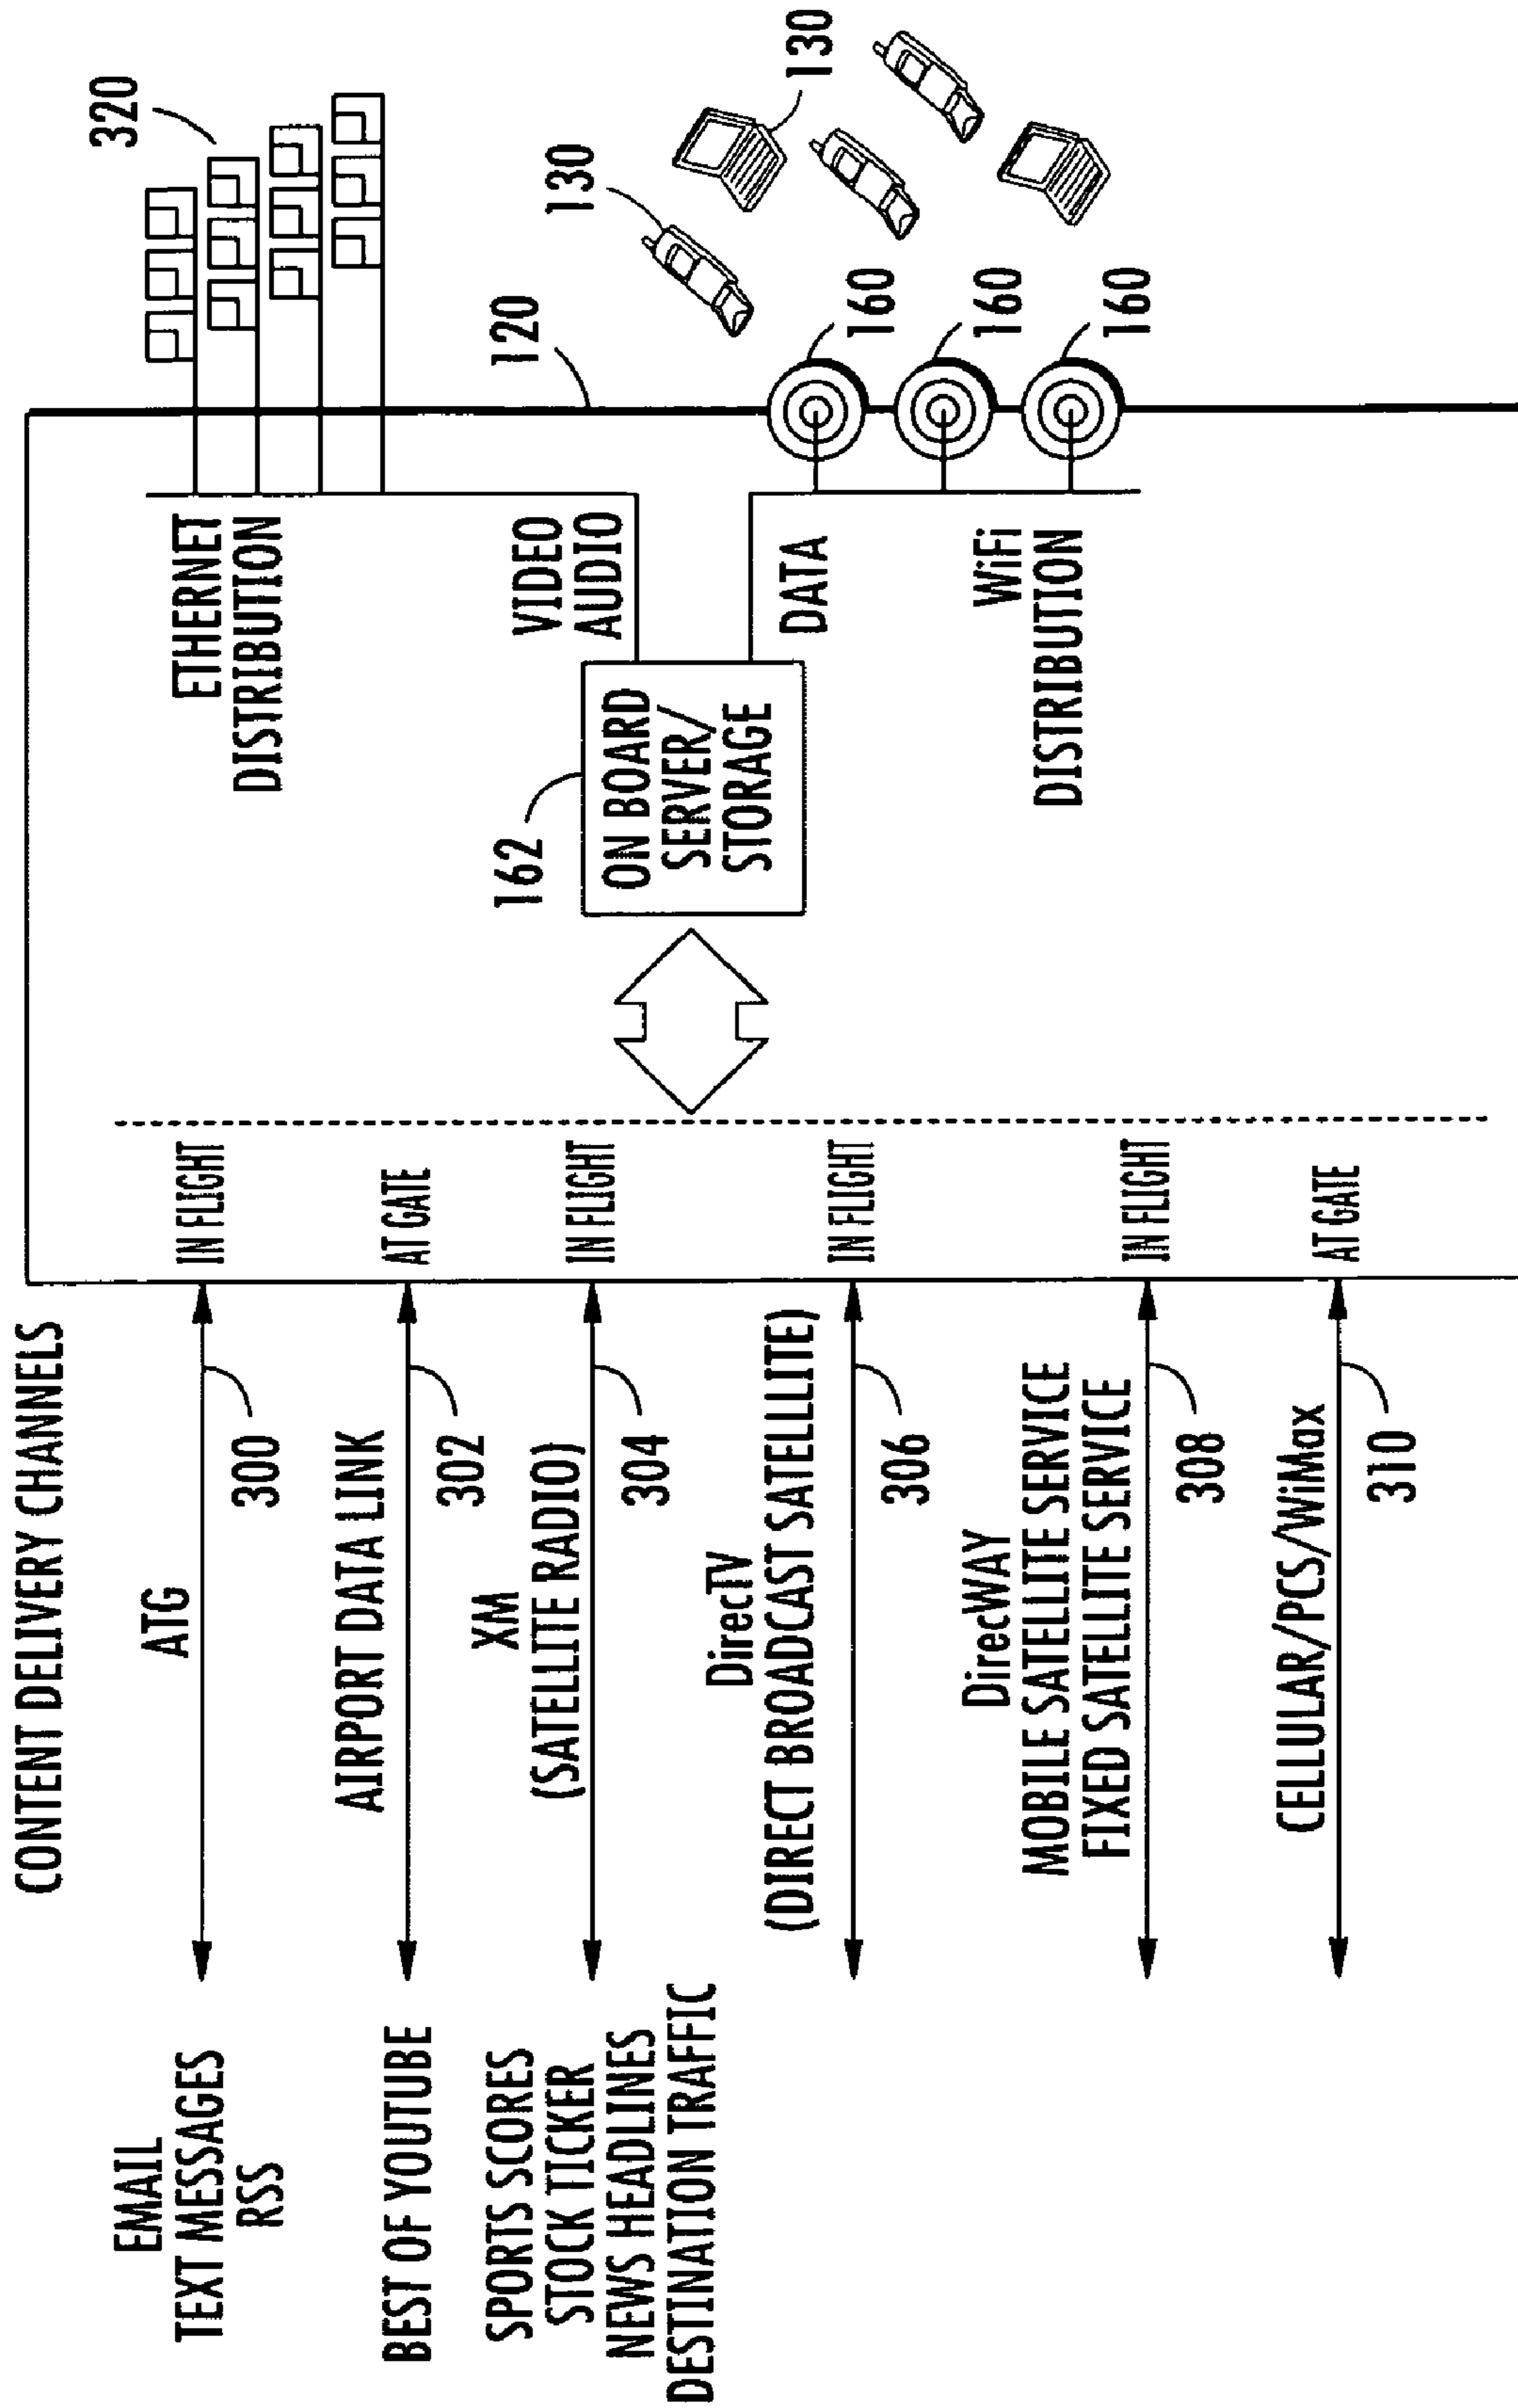 CONTENT DELIVERY CHANNELS
EMAIL
TEXT MESSAGES
RSS
ATG
300
IN FLIGHT
BEST OF YOUTUBE
AIRPORT DATA LINK
302
AT GATE
SPORTS SCORES
STOCK TICKER
NEWS HEADLINES
DESTINATION TRAFFIC
XM
(SATELLITE RADIO)
304
IN FLIGHT
DirecTV
(DIRECT BROADCAST SATELLLITE)
306
IN FLIGHT
DirecWAY
MOBILE SATELLITE SERVICE
FIXED SATELLITE SERVICE
308
IN FLIGHT
CELLULAR/PCS/WiMax
310
AT GATE
162
ON BOARD
SERVER/
STORAGE
ETHERNET
DISTRIBUTION
VIDEO
AUDIO
DATA
WiFi
DISTRIBUTION
320
120
130
130
160
160
160